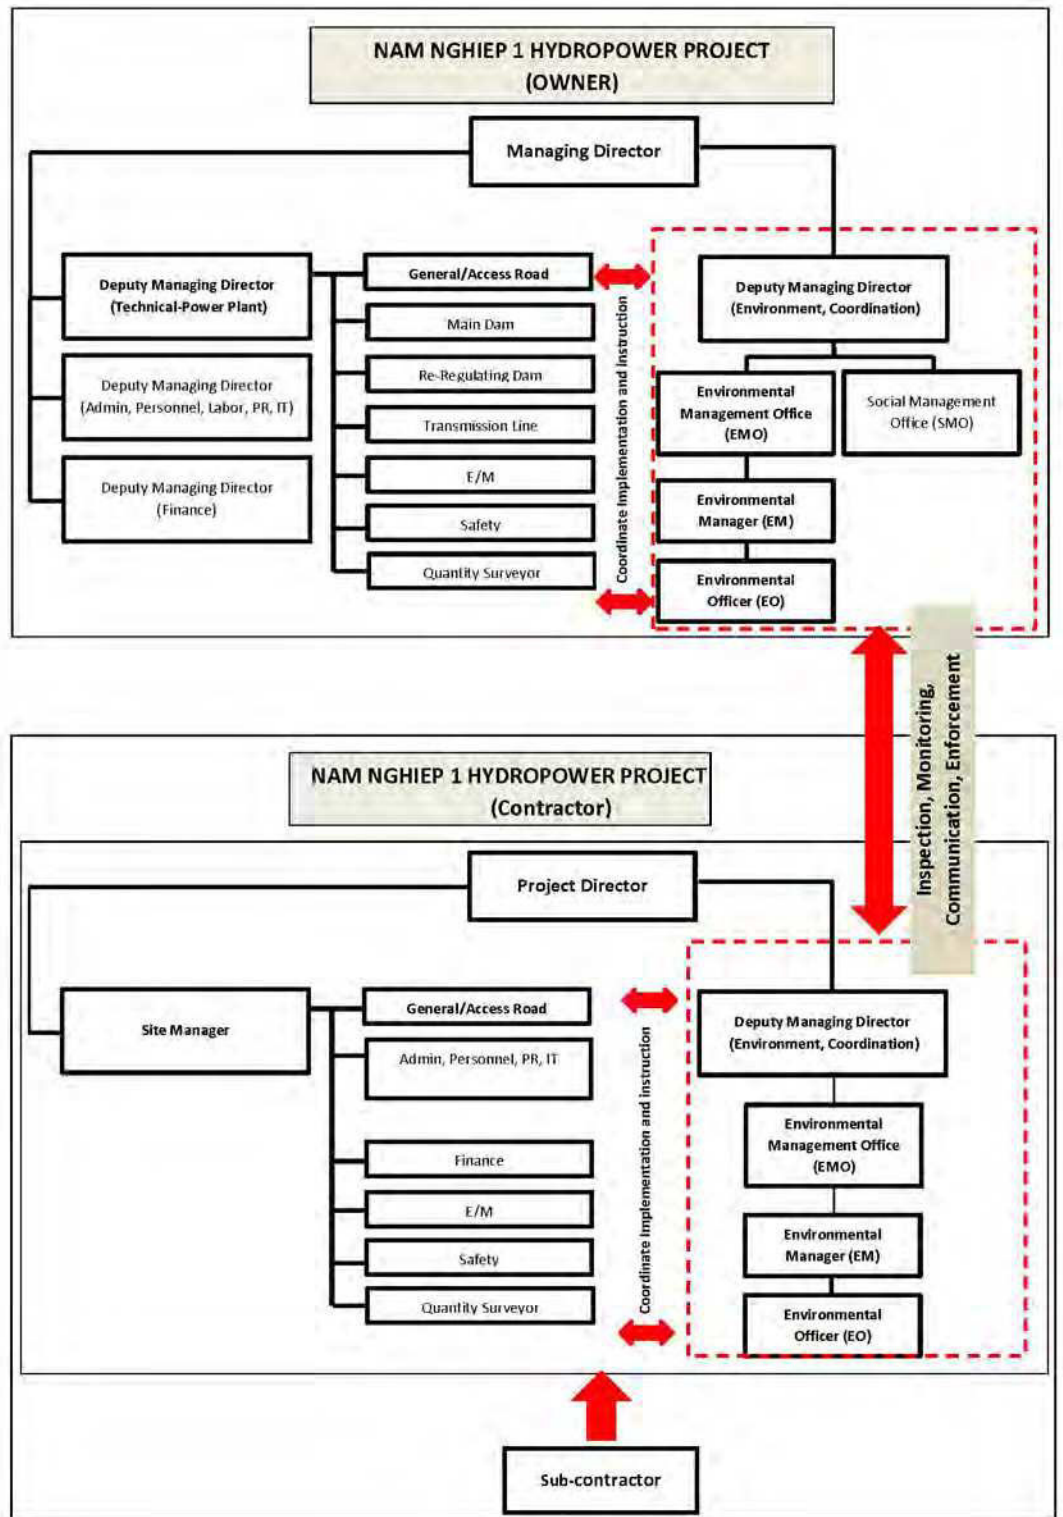 NAM NGHIEP 1 HYDROPOWER PROJECT
(OWNER)
Managing Director
Deputy Managing Director
(Technical-Power Plant)
Deputy Managing Director
(Admin, Personnel, Labor, PR, IT)
Deputy Managing Director
(Finance)
General/Access Road
Main Dam
Re-Regulating Dam
Transmission Line
E/M
Safety
Quantity Surveyor
Coordinate Implementation and instruction
Deputy Managing Director
(Environment, Coordination)
Environmental
Management Office
(EMO)
Social Management
Office (SMO)
Environmental
Manager (EM)
Environmental
Officer (EO)
Inspection, Monitoring,
Communication, Enforcement
NAM NGHIEP 1 HYDROPOWER PROJECT
(Contractor)
Project Director
Site Manager
General/Access Road
Admin, Personnel, PR, IT
Finance
E/M
Safety
Quantity Surveyor
Coordinate Implementation and instruction
Deputy Managing Director
(Environment, Coordination)
Environmental
Management Office
(EMO)
Environmental
Manager (EM)
Environmental
Officer (EO)
Sub-contractor